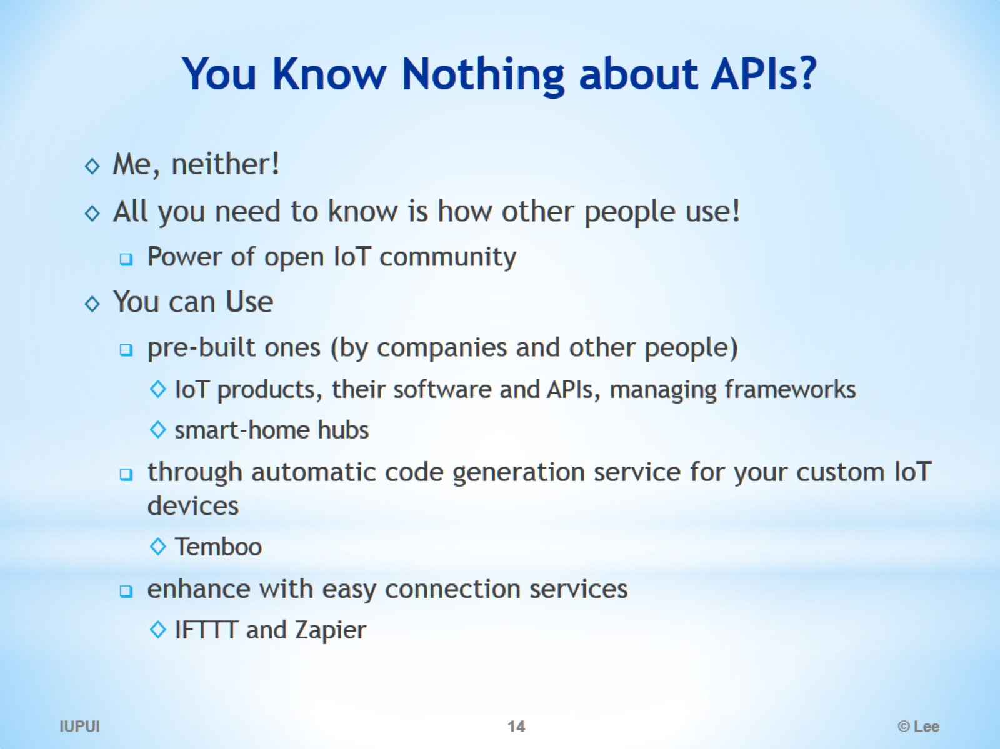 You Know Nothing about APIs?
Me, neither!
All you need to know is how other people use!
Power of open IoT community
You can Use
pre-built ones (by companies and other people)
IoT products, their software and APIs, managing frameworks
smart-home hubs
through automatic code generation service for your custom IoT
devices
Temboo
enhance with easy connection services
IFTTT and Zapier
IUPUI 14 © Lee